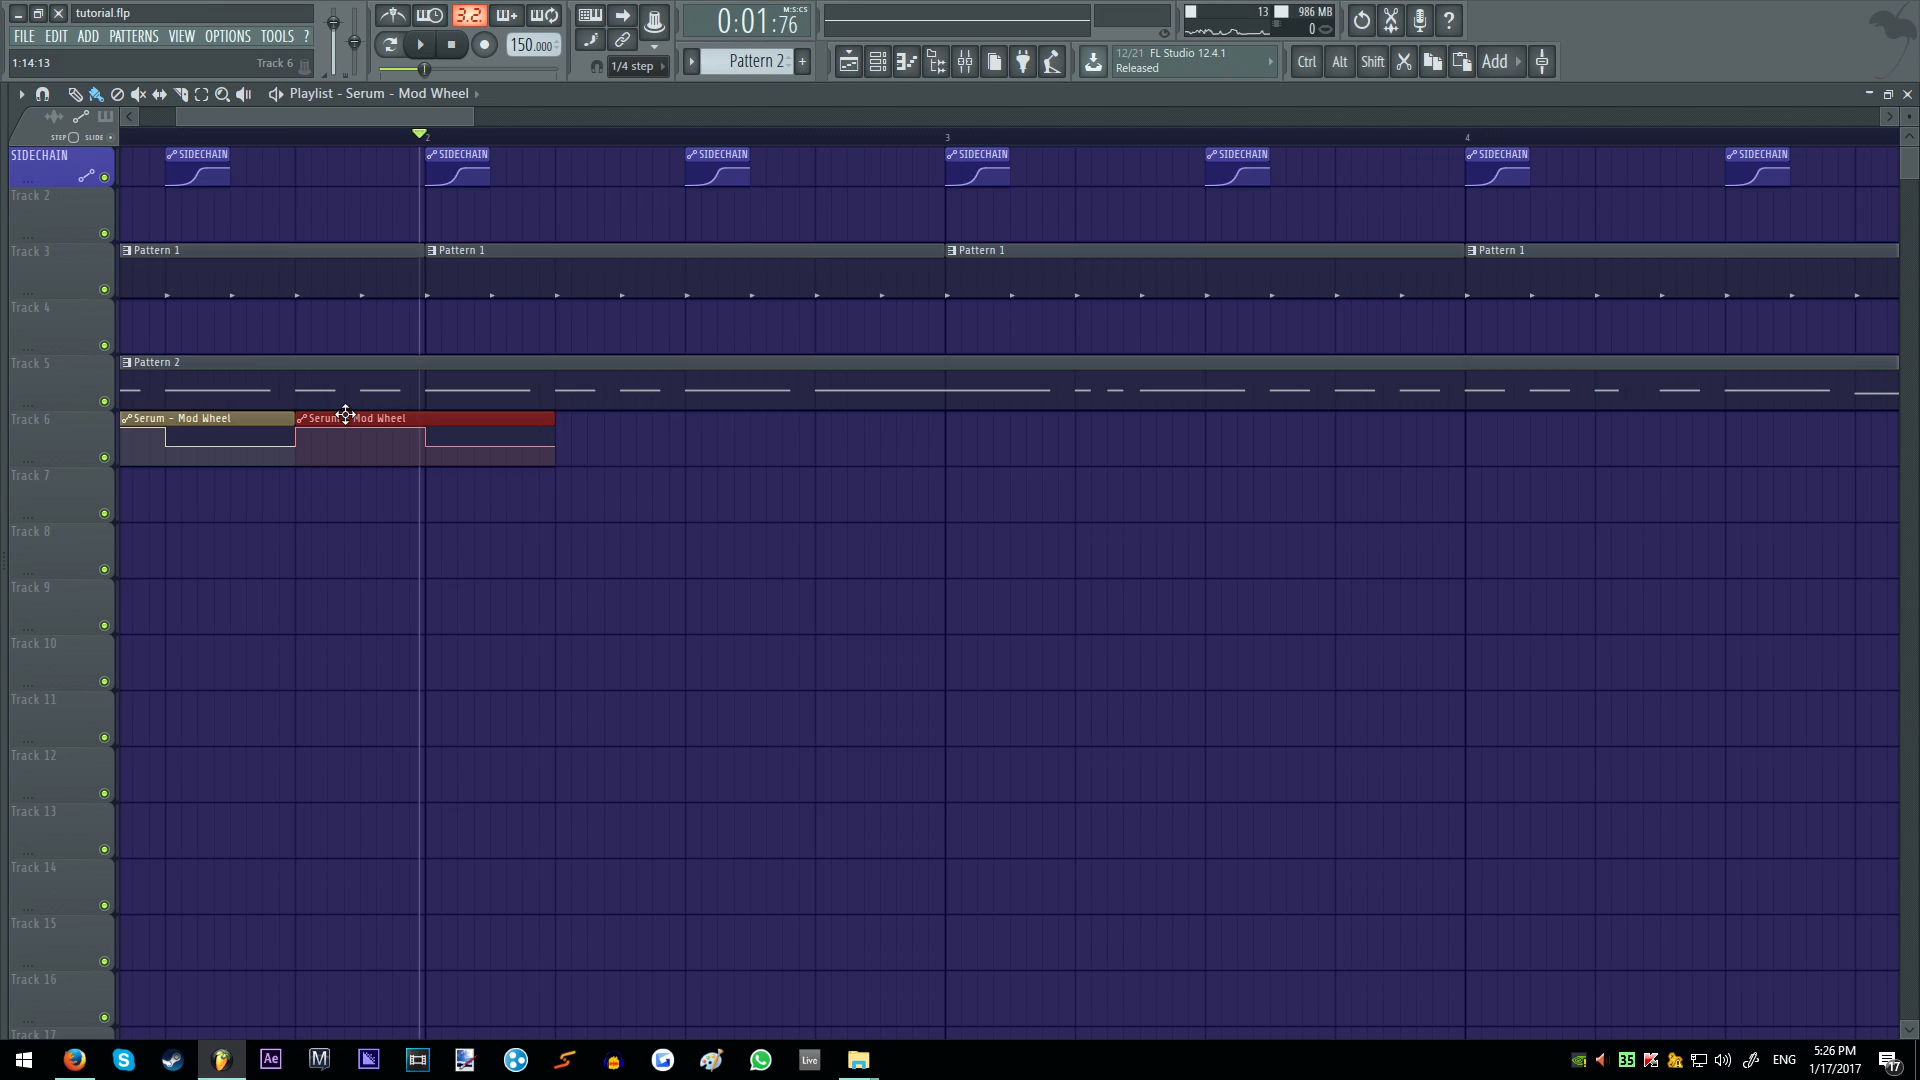 tutorial.flp
FILE EDIT ADD PATTERNS VIEW OPTIONS TOOLS ?
1:14:13 Track 6
3.2.
150.000
1/4 step
0:01:76 M:S:CS
Pattern 2 +
13 986 MB
0
12/21 FL Studio 12.4.1
Released
Ctrl Alt Shift Add
Playlist - Serum - Mod Wheel
STEP SLIDE
2 3 4
SIDECHAIN
SIDECHAIN SIDECHAIN SIDECHAIN SIDECHAIN SIDECHAIN SIDECHAIN SIDECHAIN
Track 2
Track 3
Pattern 1 Pattern 1 Pattern 1 Pattern 1
Track 4
Track 5
Pattern 2
Track 6
Serum - Mod Wheel Serum - Mod Wheel
Track 7
Track 8
Track 9
Track 10
Track 11
Track 12
Track 13
Track 14
Track 15
Track 16
Track 17
Ae M Live
35 ENG
5:26 PM
1/17/2017
17